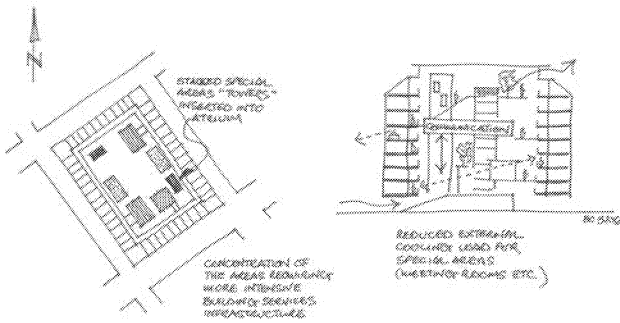 N
STACKED SPECIAL
AREAS "TOWERS"
INSERTED INTO
ATRIUM
CONCENTRATION OF
THE AREAS REQUIRING
MORE INTENSIVE
BUILDING SERVICES
INFRASTRUCTURE
COMMUNICATION
REDUCED EXTERNAL
COOLING LOAD FOR
SPECIAL AREAS
(MEETING ROOMS ETC.)